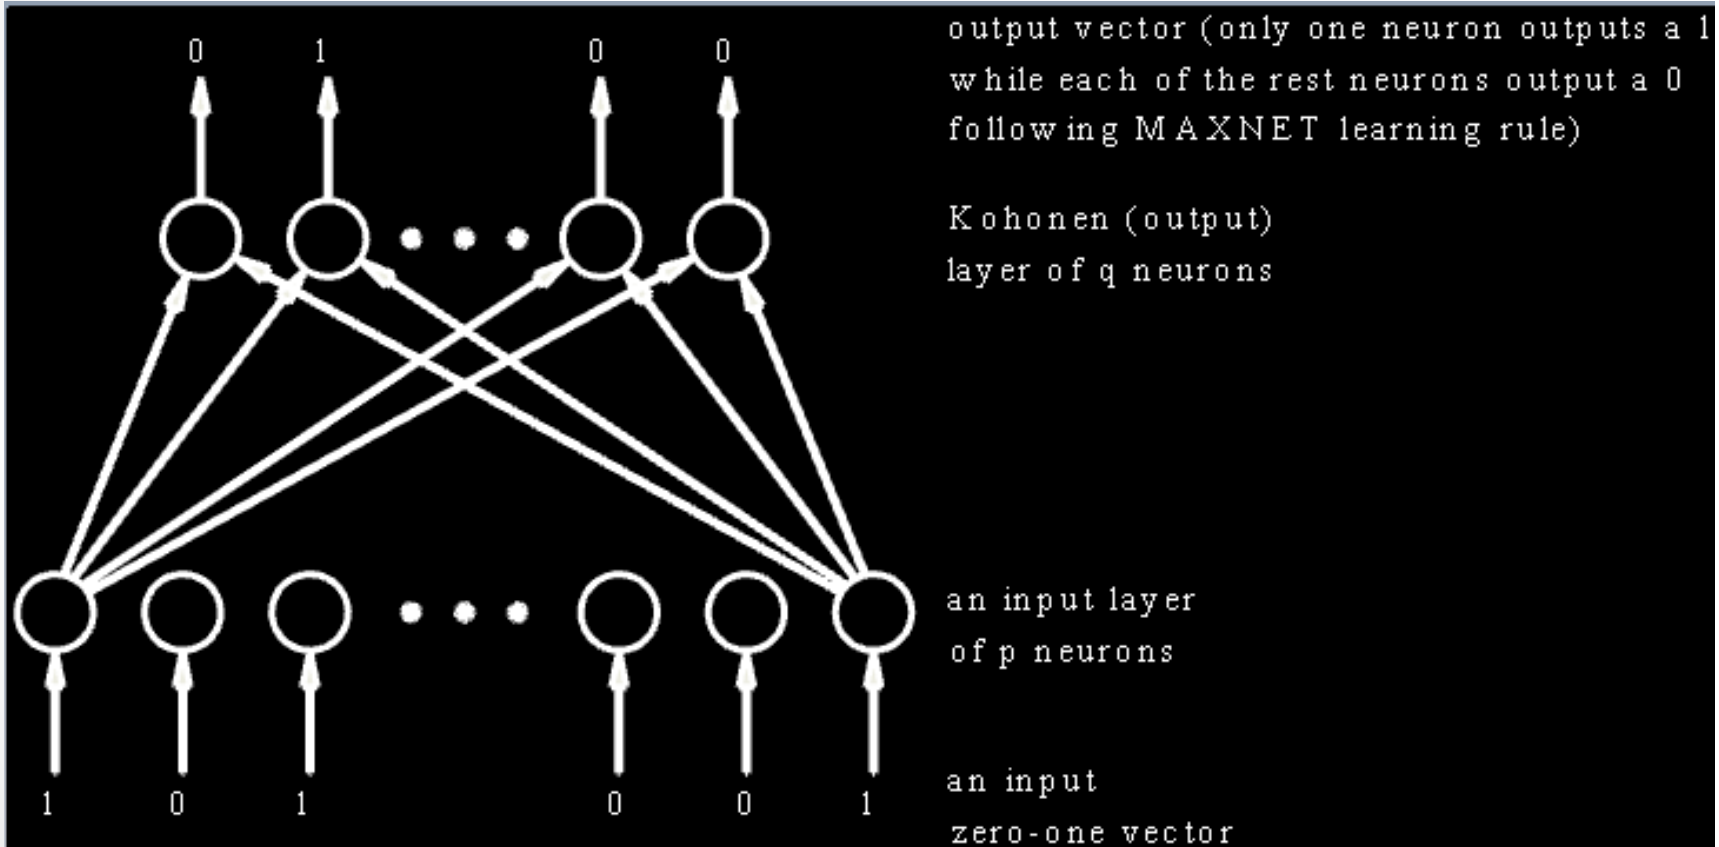 0 1 0 0
output vector (only one neuron outputs a 1
while each of the rest neurons output a 0
following MAXNET learning rule)
Kohonen (output)
layer of q neurons
an input layer
of p neurons
1 0 1 0 0 1
an input
zero-one vector